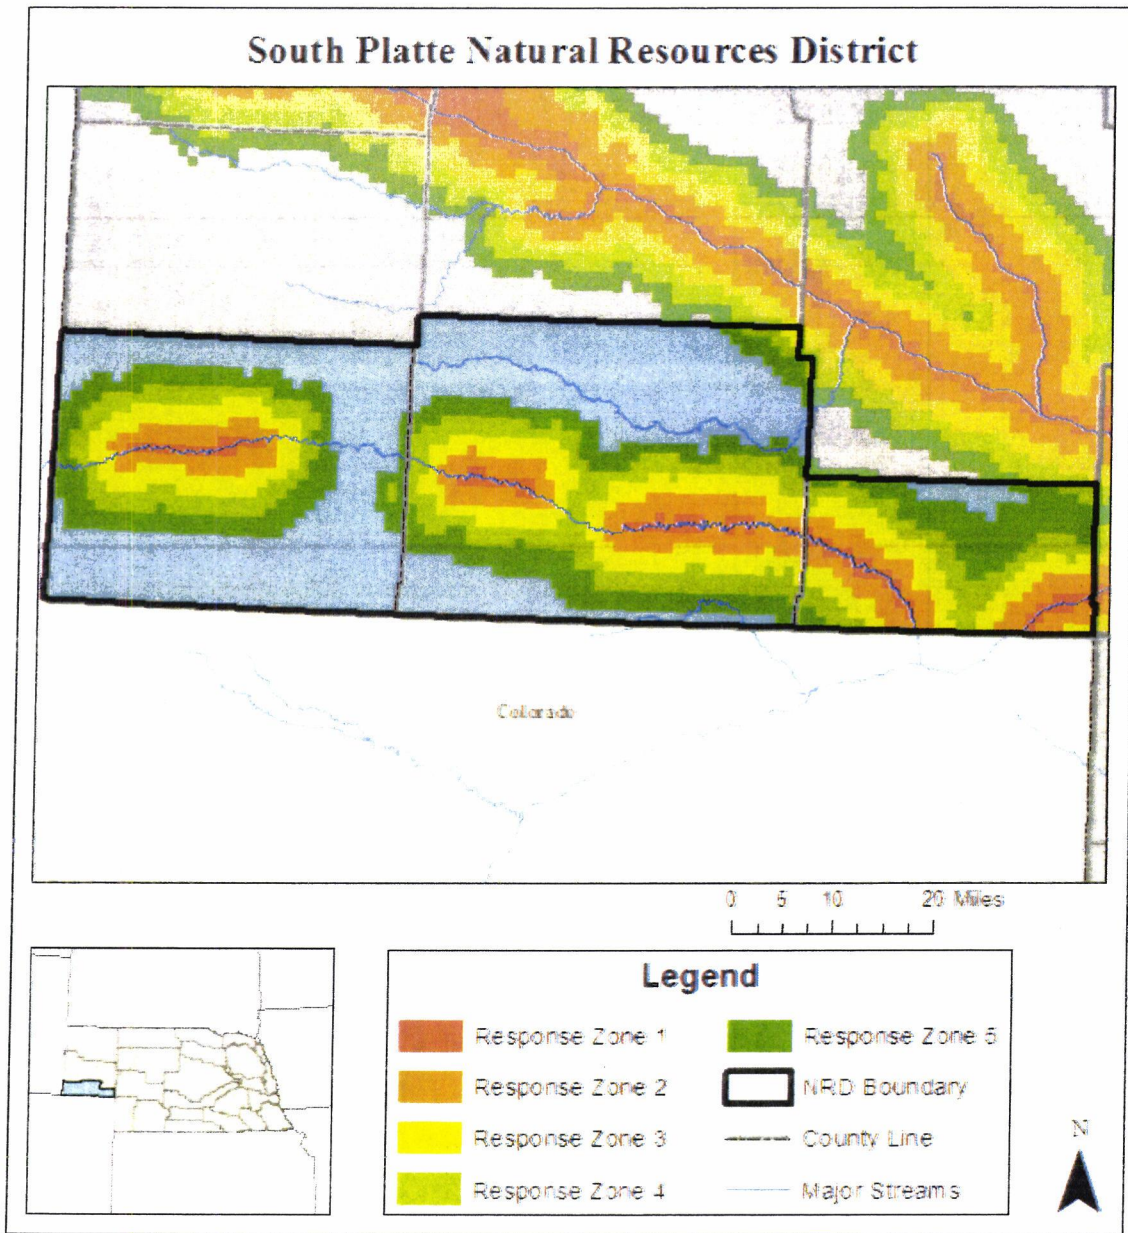 South Platte Natural Resources District
Colorado
0 5 10 20 Miles
Legend
Response Zone 1
Response Zone 2
Response Zone 3
Response Zone 4
Response Zone 5
NRD Boundary
County Line
Major Streams
N